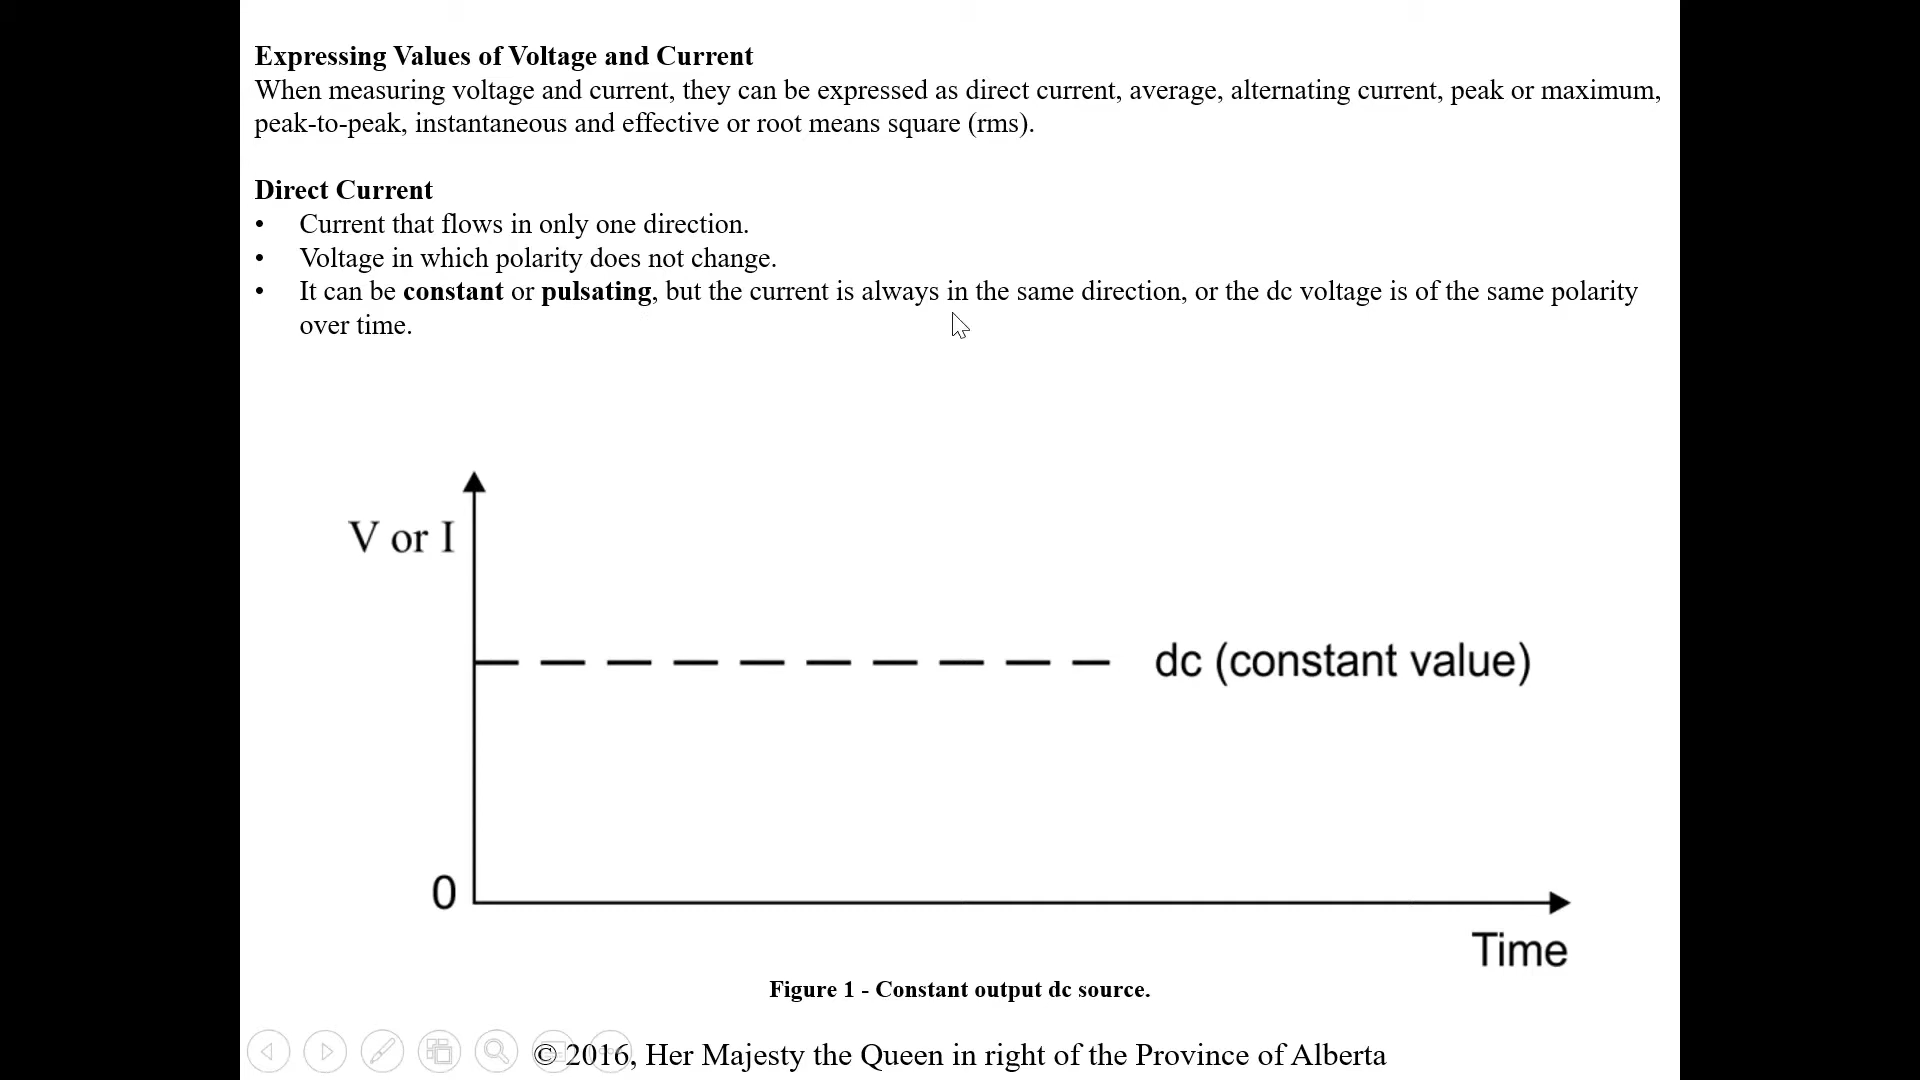 Expressing Values of Voltage and Current
When measuring voltage and current, they can be expressed as direct current, average, alternating current, peak or maximum,
peak-to-peak, instantaneous and effective or root means square (rms).
Direct Current
• Current that flows in only one direction.
• Voltage in which polarity does not change.
• It can be constant or pulsating, but the current is always in the same direction, or the dc voltage is of the same polarity
over time.
V or I
dc (constant value)
0
Time
Figure 1 - Constant output dc source.
© 2016, Her Majesty the Queen in right of the Province of Alberta